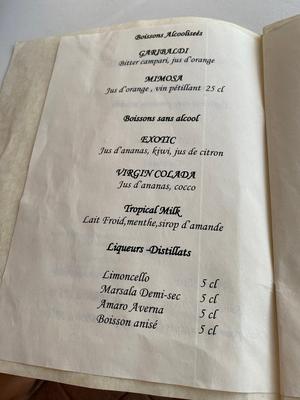 Boissons Alcooliseés
GARIBALDI
Bitter campari, jus d'orange
MIMOSA
Jus d'orange , vin pétillant 25 cl
Boissons sans alcool
EXOTIC
Jus d'ananas, kiwi, jus de citron
VIRGIN COLADA
Jus d'ananas, cocco
Tropical Milk
Lait Froid,menthe,sirop d'amande
Liqueurs -Distillats
Limoncello 5 cl
Marsala Demi-sec 5 cl
Amaro Averna 5 cl
Boisson anisé 5 cl